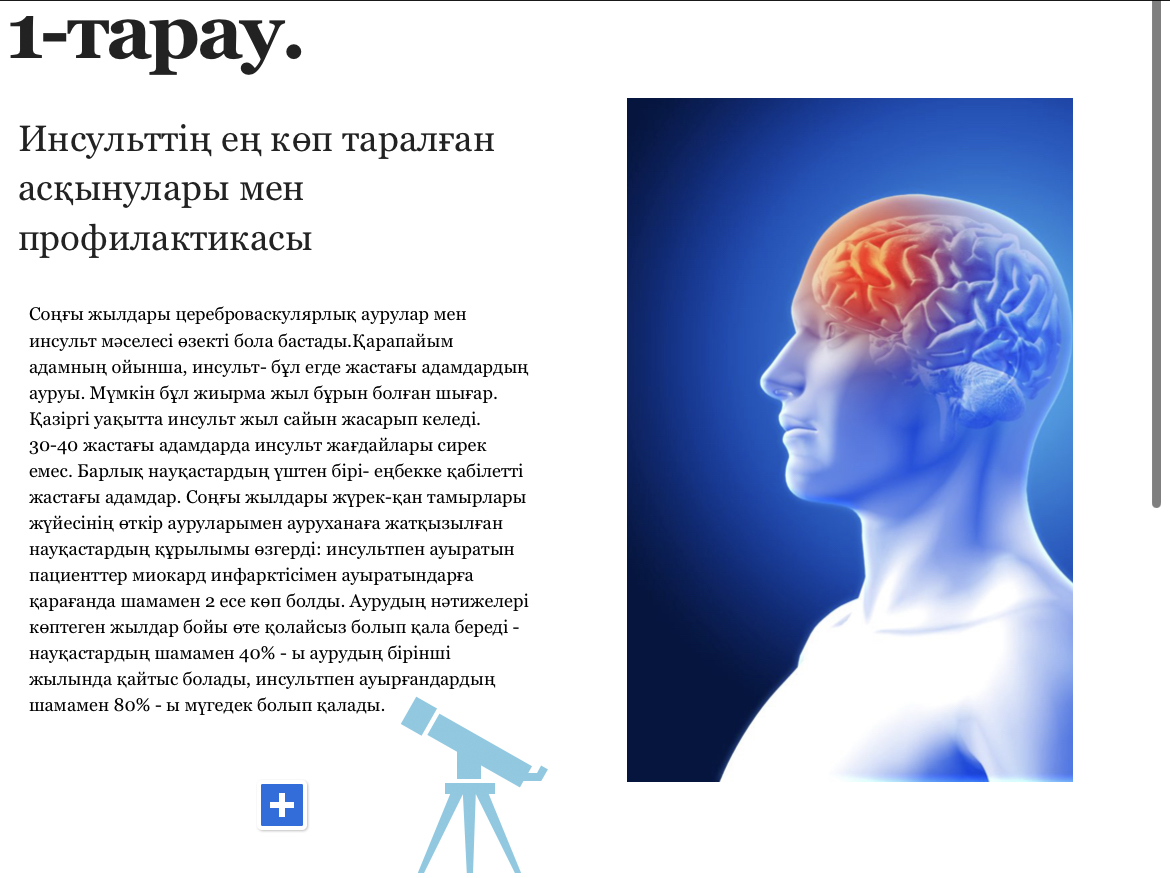 1-тарау.
Инсульттің ең көп таралған
асқынулары мен
профилактикасы
Соңғы жылдары цереброваскулярлық аурулар мен
инсульт мәселесі өзекті бола бастады.Қарапайым
адамның ойынша, инсульт- бұл егде жастағы адамдардың
ауруы. Мүмкін бұл жиырма жыл бұрын болған шығар.
Қазіргі уақытта инсульт жыл сайын жасарып келеді.
30-40 жастағы адамдарда инсульт жағдайлары сирек
емес. Барлық науқастардың үштен бірі- еңбекке қабілетті
жастағы адамдар. Соңғы жылдары жүрек-қан тамырлары
жүйесінің өткір ауруларымен ауруханаға жатқызылған
науқастардың құрылымы өзгерді: инсультпен ауыратын
пациенттер миокард инфарктісімен ауыратындарға
қарағанда шамамен 2 есе көп болды. Аурудың нәтижелері
көптеген жылдар бойы өте қолайсыз болып қала береді -
науқастардың шамамен 40% - ы аурудың бірінші
жылында қайтыс болады, инсультпен ауырғандардың
шамамен 80% - ы мүгедек болып қалады.